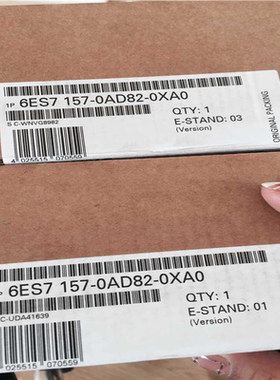 1P 6ES7 157-0AD82-0XA0
S C-WNVG8982
QTY: 1
E-STAND: 03
(Version)
4 025515 070559
ORIGINAL PACKING
6ES7 157-0AD82-0XA0
C-UDA41639
QTY: 1
E-STAND: 01
(Version)
025515 070559